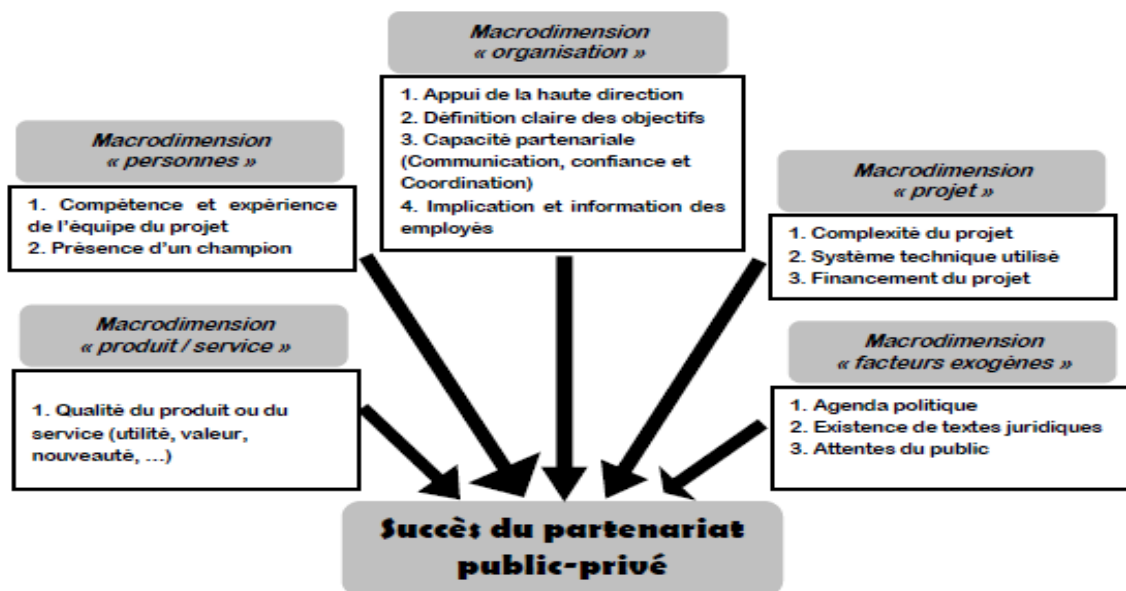 Macrodimension
« organisation »
1. Appui de la haute direction
2. Définition claire des objectifs
3. Capacité partenariale
(Communication, confiance et
Coordination)
4. Implication et information des
employés
Macrodimension
« personnes »
1. Compétence et expérience
de l'équipe du projet
2. Présence d'un champion
Macrodimension
« projet »
1. Complexité du projet
2. Système technique utilisé
3. Financement du projet
Macrodimension
« produit / service »
1. Qualité du produit ou du
service (utilité, valeur,
nouveauté, ...)
Macrodimension
« facteurs exogènes »
1. Agenda politique
2. Existence de textes juridiques
3. Attentes du public
Succès du partenariat
public-privé